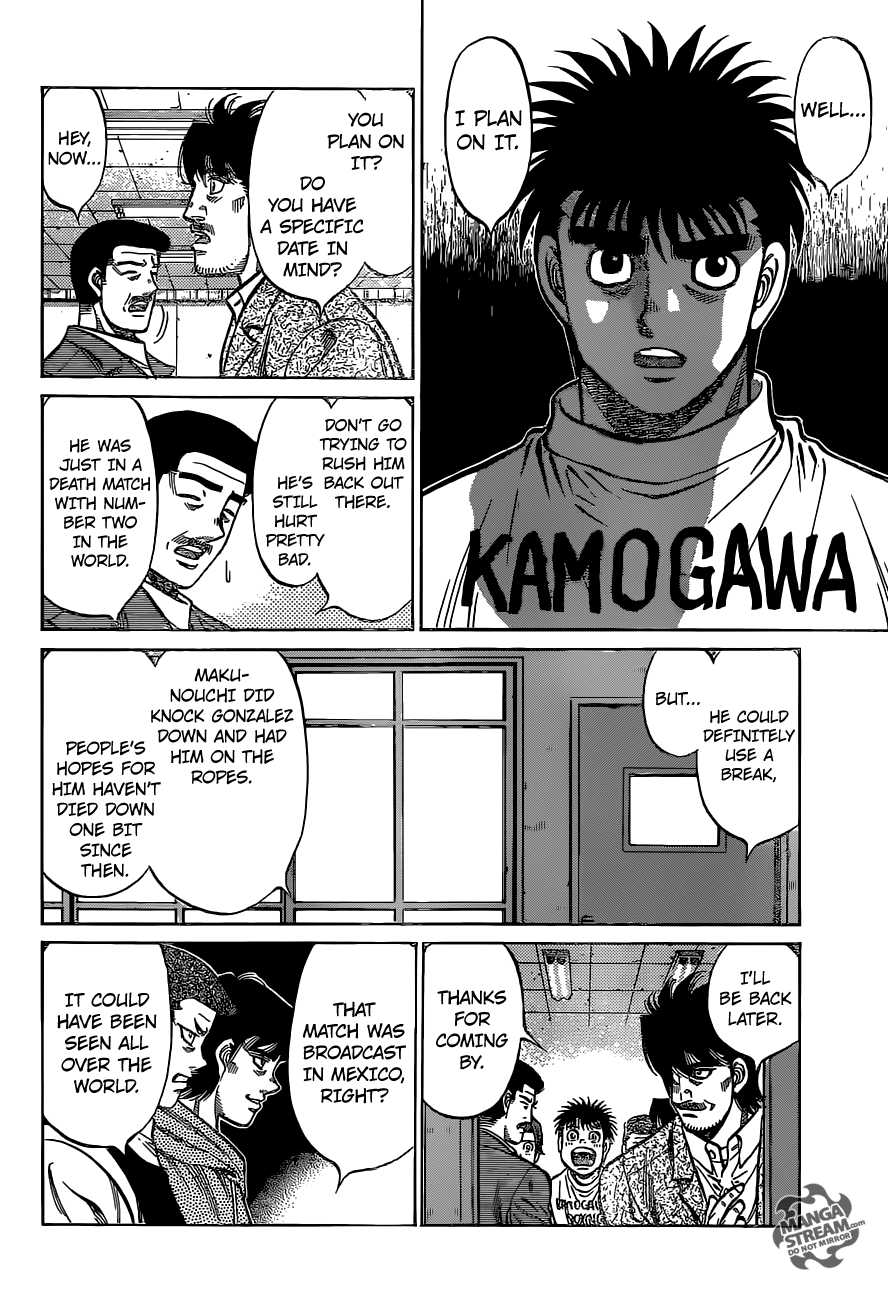 WELL...
I PLAN
ON IT.
KAMOGAWA
YOU
PLAN ON
IT?
DO
YOU HAVE
A SPECIFIC
DATE IN
MIND?
HEY,
NOW...
DON'T GO
TRYING TO
RUSH HIM
BACK OUT
THERE.
HE'S
STILL
HURT
PRETTY
BAD.
HE WAS
JUST IN A
DEATH MATCH
WITH NUM-
BER TWO
IN THE
WORLD.
BUT...
HE COULD
DEFINITELY
USE A
BREAK,
MAKU-
NOUCHI DID
KNOCK GONZALEZ
DOWN AND HAD
HIM ON THE
ROPES.
PEOPLE'S
HOPES FOR
HIM HAVEN'T
DIED DOWN
ONE BIT
SINCE
THEN.
I'LL
BE BACK
LATER.
THANKS
FOR
COMING
BY.
THAT
MATCH WAS
BROADCAST
IN MEXICO,
RIGHT?
IT COULD
HAVE BEEN
SEEN ALL
OVER THE
WORLD.
MANGA
STREAM.com
DO NOT MIRROR